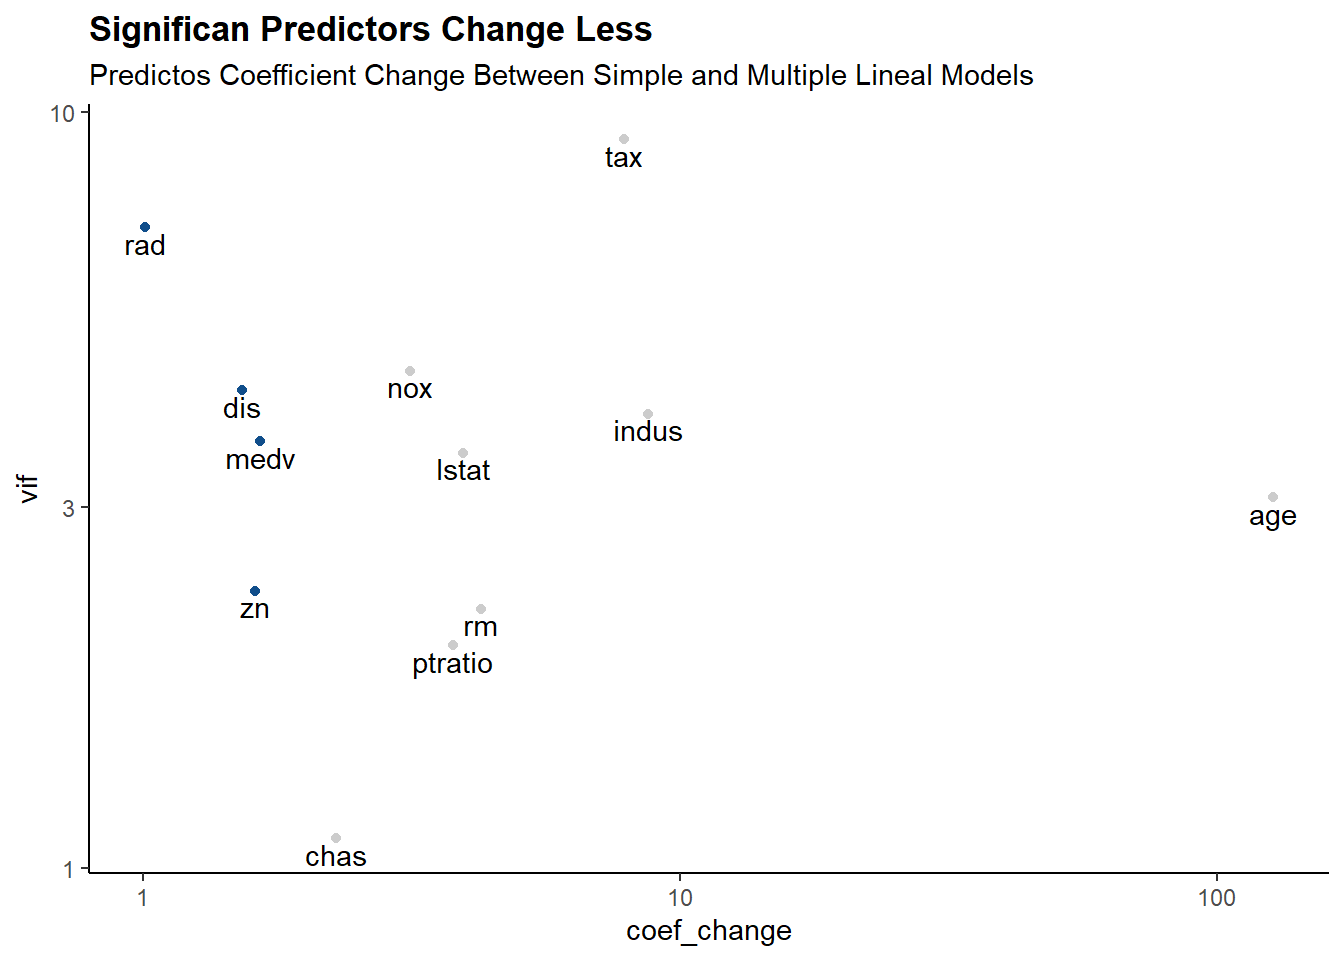 Significan Predictors Change Less
Predictos Coefficient Change Between Simple and Multiple Lineal Models
10
tax
rad
nox
dis
indus
medv
lstat
vif
3
age
zn
rm
ptratio
chas
1
1
10
100
coef_change